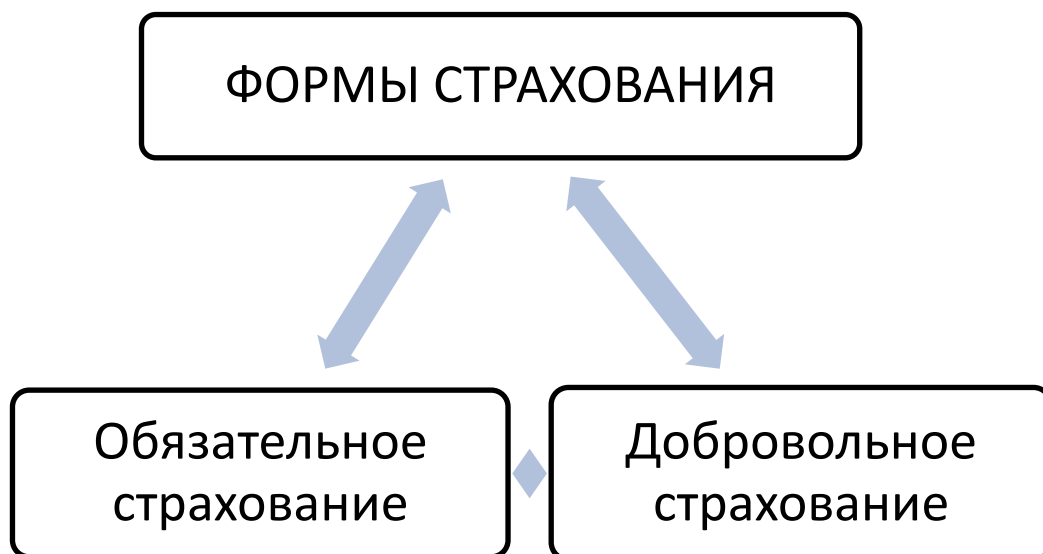 ФОРМЫ СТРАХОВАНИЯ
Обязательное
страхование
Добровольное
страхование